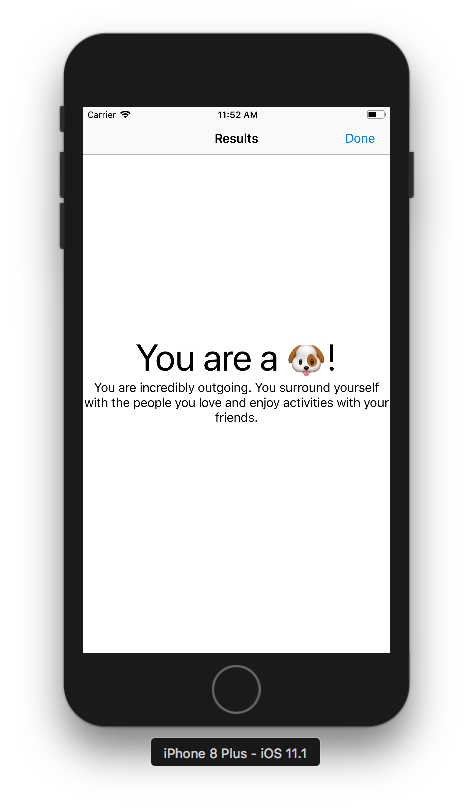 Carrier 11:52 AM
Results Done
You are a 🐶!
You are incredibly outgoing. You surround yourself
with the people you love and enjoy activities with your
friends.
iPhone 8 Plus - iOS 11.1